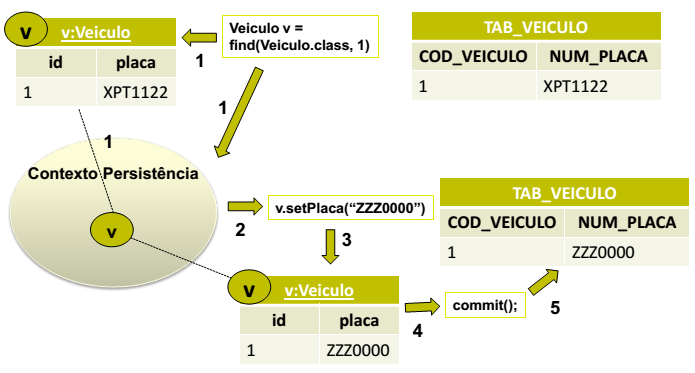 v
v:Veiculo
id placa
1 XPT1122
Veiculo v =
find(Veiculo.class, 1)
1
1
TAB_VEICULO
COD_VEICULO NUM_PLACA
1 XPT1122
1
Contexto Persistência
v
2
v.setPlaca(“ZZZ0000”)
3
TAB_VEICULO
COD_VEICULO NUM_PLACA
1 ZZZ0000
v
v:Veiculo
id placa
1 ZZZ0000
4
commit();
5